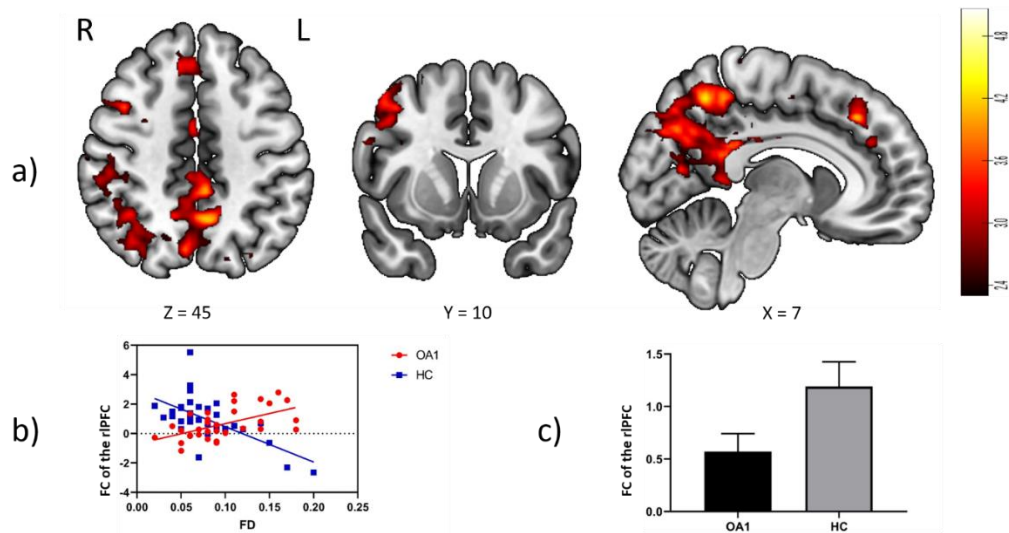 R
L
4.8
4.2
3.6
3.0
2.4
a)
Z = 45
Y = 10
X = 7
b)
FC of the rlPFC
6
4
2
0
-2
-4
0.00
0.05
0.10
0.15
0.20
0.25
FD
OA1
HC
c)
FC of the rlPFC
1.5
1.0
0.5
0.0
OA1
HC